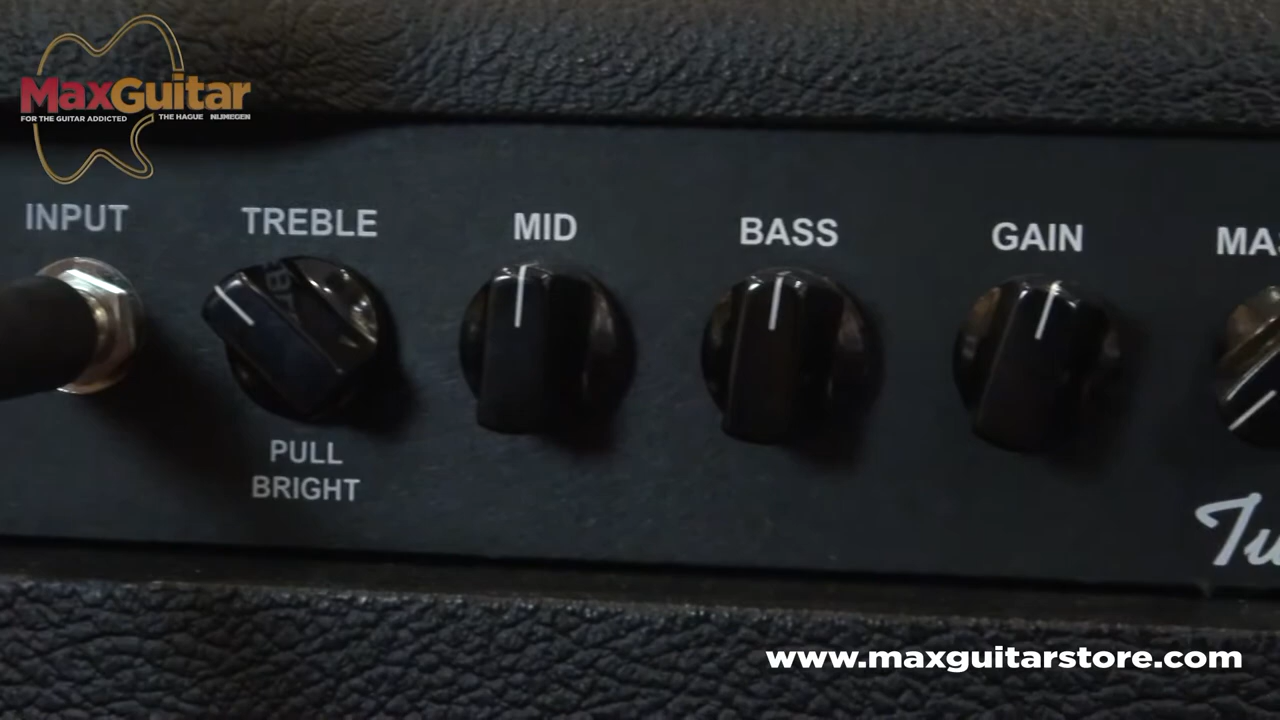 MaxGuitar
FOR THE GUITAR ADDICTED THE HAGUE NIJMEGEN
INPUT
TREBLE
MID
BASS
GAIN
PULL
BRIGHT
www.maxguitarstore.com